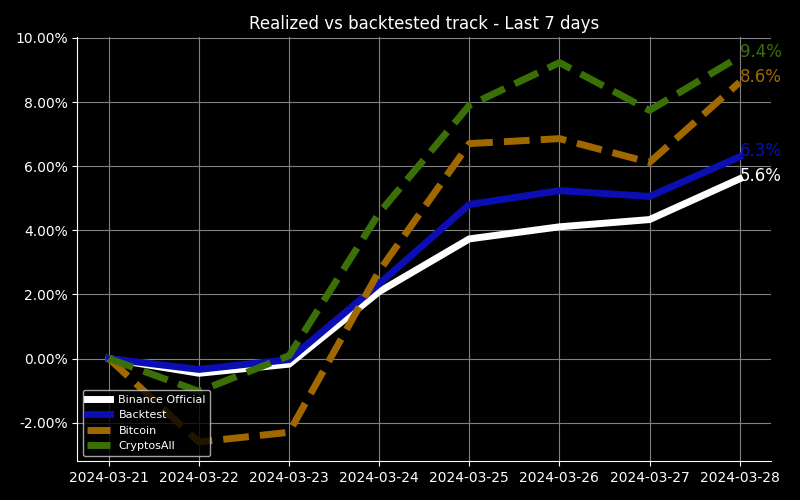 Realized vs backtested track - Last 7 days
10.00%
8.00%
6.00%
4.00%
2.00%
0.00%
-2.00%
9.4%
8.6%
6.3%
5.6%
Binance Official
Backtest
Bitcoin
CryptosAll
2024-03-21 2024-03-22 2024-03-23 2024-03-24 2024-03-25 2024-03-26 2024-03-27 2024-03-28